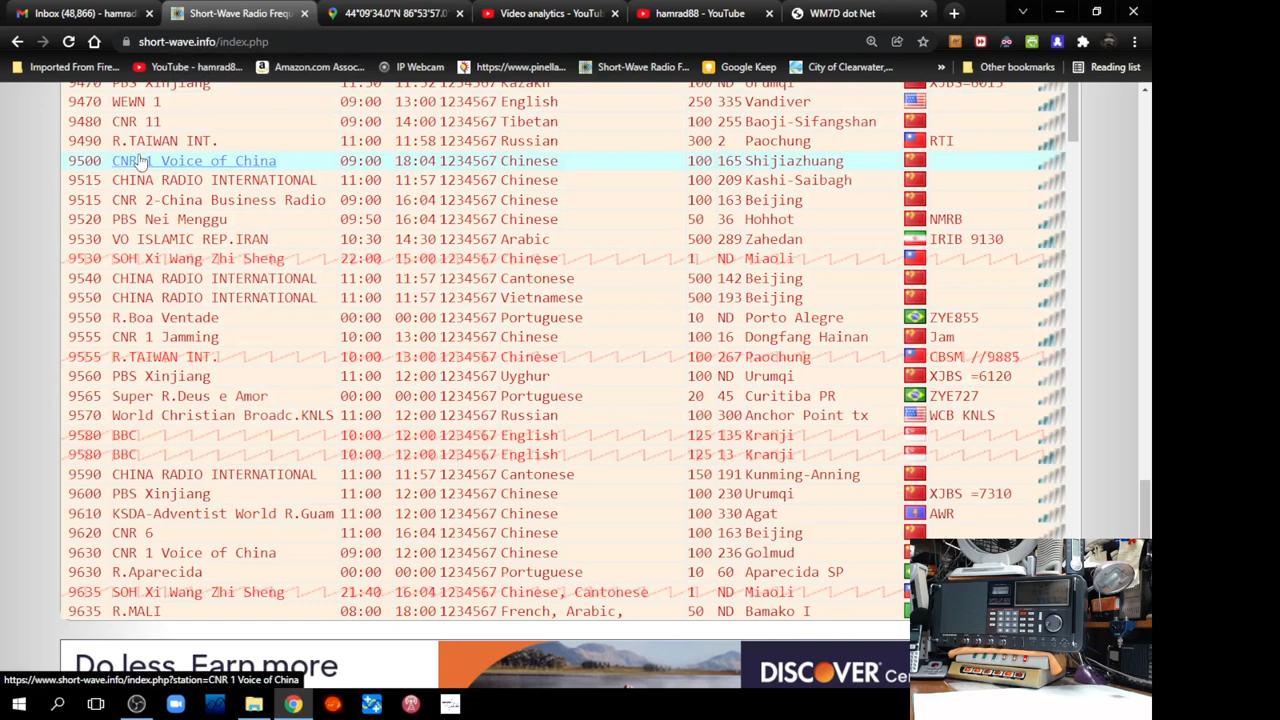 Inbox (48,866) - hamrad
Short-Wave Radio Frequ
44°09'34.0"N 86°53'57.0
Video analytics - YouTu
hamrad88 - YouTube
WM7D dot Net
short-wave.info/index.php
Imported From Fire...
YouTube - hamrad8...
Amazon.com Assoc...
IP Webcam
https://www.pinella...
Short-Wave Radio F...
Google Keep
City of Clearwater,...
»
Other bookmarks
Reading list
9470 PBS Xinjiang 11:30 11:52 1234567 Kazakh 100 ND Urumqi XJBS=6015
9470 WEWN 1 09:00 13:00 1234567 English 250 335 Vandiver
9480 CNR 11 09:00 12:00 1234567 Tibetan 100 255 Baoji-Sifangshan
9490 R.TAIWAN INT. 11:00 11:58 1234567 Russian 300 2 Paochung RTI
9500 CNR 1 Voice of China 09:00 18:04 1234567 Chinese 100 165 Shijiazhuang
9515 CHINA RADIO INTERNATIONAL 11:00 11:57 1234567 Chinese 100 209 Kashi-Saibagh
9515 CNR 2-China Business Radio 09:00 16:04 1234567 Chinese 100 163 Beijing
9520 PBS Nei Menggu 09:50 16:04 1234567 Chinese 50 36 Hohhot NMRB
9530 VO ISLAMIC REP.IRAN 10:30 14:30 1234567 Arabic 500 289 Zahedan IRIB 9130
9530 SOH Xi Wang Zhi Sheng 22:00 15:00 1234567 Chinese 1 ND Miaoli
9540 CHINA RADIO INTERNATIONAL 11:00 11:57 1234567 Cantonese 500 142 Beijing
9550 CHINA RADIO INTERNATIONAL 11:00 11:57 1234567 Vietnamese 500 193 Beijing
9550 R.Boa Ventade 00:00 00:00 1234567 Portuguese 10 ND Porto Alegre ZYE855
9555 CNR 1 Jamming 10:00 13:00 1234567 Chinese 100 16 Dongfang Hainan Jam
9555 R.TAIWAN INT. 10:00 13:00 1234567 Chinese 100 267 Paochung CBSM //9885
9560 PBS Xinjiang 11:00 12:00 1234567 Uyghur 100 ND Urumqi XJBS =6120
9565 Super R.Deus e Amor 00:00 00:00 1234567 Portuguese 20 45 Curitiba PR ZYE727
9570 World Christian Broadc.KNLS 11:00 12:00 1234567 Russian 100 300 Anchor Point tx WCB KNLS
9580 BBC 10:00 12:00 1234567 English 125 135 Kranji
9580 BBC 10:00 12:00 1234567 English 125 13 Kranji
9590 CHINA RADIO INTERNATIONAL 11:00 11:57 1234567 Cantonese 150 191 Kunming-Anning
9600 PBS Xinjiang 11:00 12:00 1234567 Chinese 100 230 Urumqi XJBS =7310
9610 KSDA-Adventist World R.Guam 11:00 12:00 1234567 Chinese 100 330 Agat AWR
9620 CNR 6 11:00 16:04 1234567 Chinese 100 163 Beijing
9630 CNR 1 Voice of China 09:00 12:00 1234567 Chinese 100 236 Golmud
9630 R.Aparecida 00:00 00:00 1234567 Portuguese 10 60 Aparecida SP
9635 SOH Xi Wang Zhi Sheng 21:40 16:04 1234567 Chinese, Cantonese 1 ND Miaoli
9635 R.MALI 08:00 18:00 1234567 French, Arabic, 50 ND Bamako I
Do less. Earn more
DISCOVER
https://www.short-wave.info/index.php?station=CNR 1 Voice of China